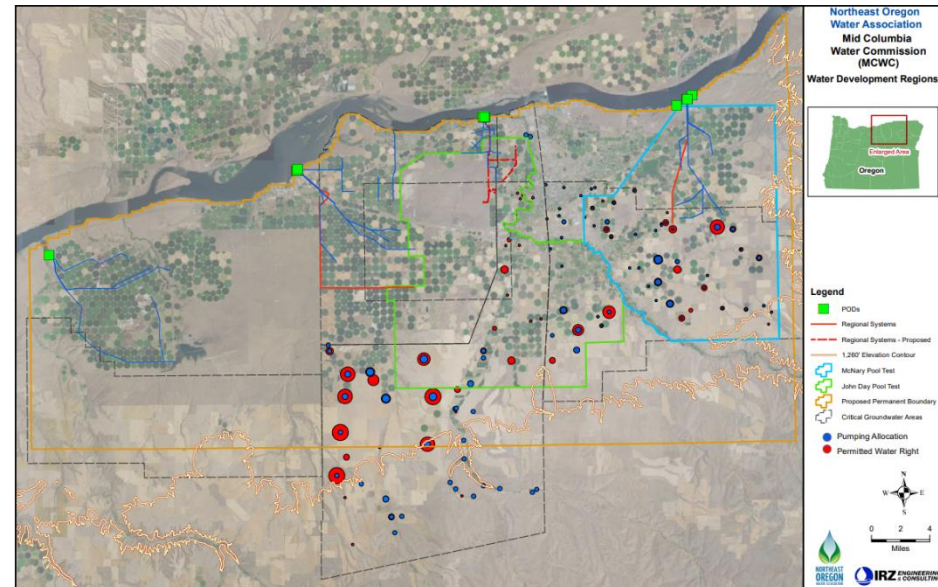 Northeast Oregon
Water Association
Mid Columbia
Water Commission
(MCWC)
Water Development Regions
Enlarged Area
Oregon
Legend
PODs
Regional Systems
Regional Systems - Proposed
1,260' Elevation Contour
McNary Pool Test
John Day Pool Test
Proposed Permanent Boundary
Critical Groundwater Areas
Pumping Allocation
Permitted Water Right
N
W E
S
0 2 4
Miles
NORTHEAST
OREGON
IRZ ENGINEERING
& CONSULTING